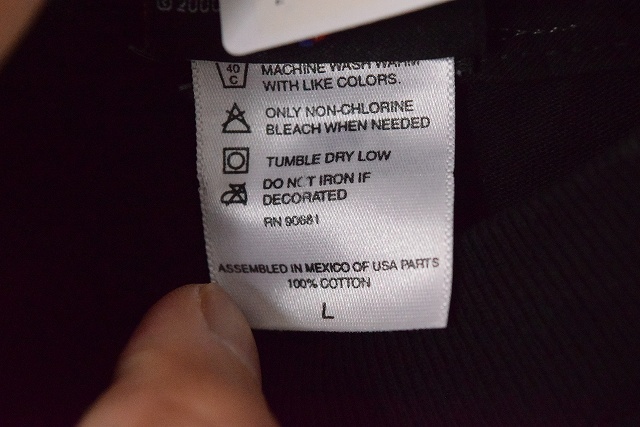 ©2000
40
C
MACHINE WASH WARM
WITH LIKE COLORS.
ONLY NON-CHLORINE
BLEACH WHEN NEEDED
TUMBLE DRY LOW
DO NOT IRON IF
DECORATED
RN 90681
ASSEMBLED IN MEXICO OF USA PARTS
100% COTTON
L